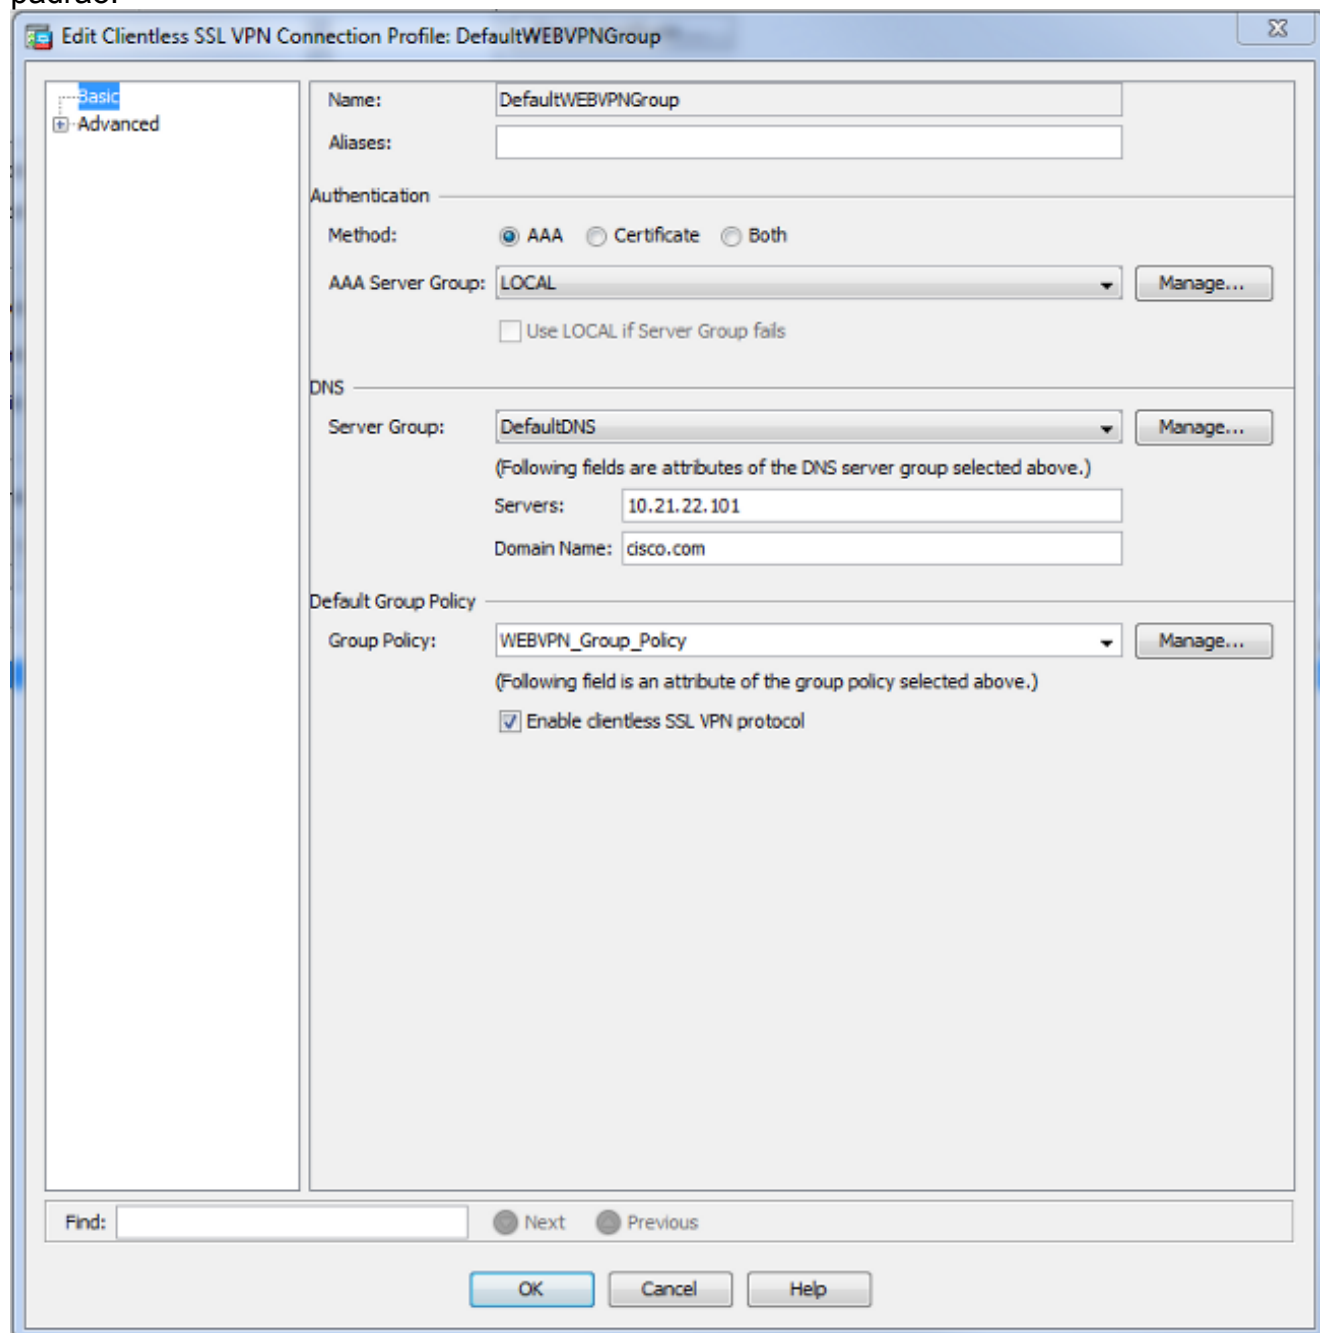 padrão.
Edit Clientless SSL VPN Connection Profile: DefaultWEBVPNGroup
Basic
Advanced
Name: DefaultWEBVPNGroup
Aliases:
Authentication
Method: AAA Certificate Both
AAA Server Group: LOCAL Manage...
Use LOCAL if Server Group fails
DNS
Server Group: DefaultDNS Manage...
(Following fields are attributes of the DNS server group selected above.)
Servers: 10.21.22.101
Domain Name: cisco.com
Default Group Policy
Group Policy: WEBVPN_Group_Policy Manage...
(Following field is an attribute of the group policy selected above.)
Enable clientless SSL VPN protocol
Find: Next Previous
OK Cancel Help